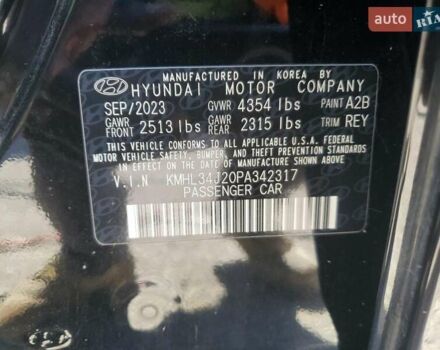 AUTO
RIA
MANUFACTURED IN KOREA BY
HYUNDAI MOTOR COMPANY
SEP/2023 GVWR 4354 lbs PAINT A2B
GAWR FRONT 2513 lbs GAWR REAR 2315 lbs TRIM REY
THIS VEHICLE CONFORMS TO ALL APPLICABLE U.S.A. FEDERAL
MOTOR VEHICLE SAFETY, BUMPER, & THEFT PREVENTION STANDARDS
IN EFFECT ON THE DATE OF MANUFACTURE SHOWN ABOVE.
V.I.N KMHL34J20PA342317
PASSENGER CAR